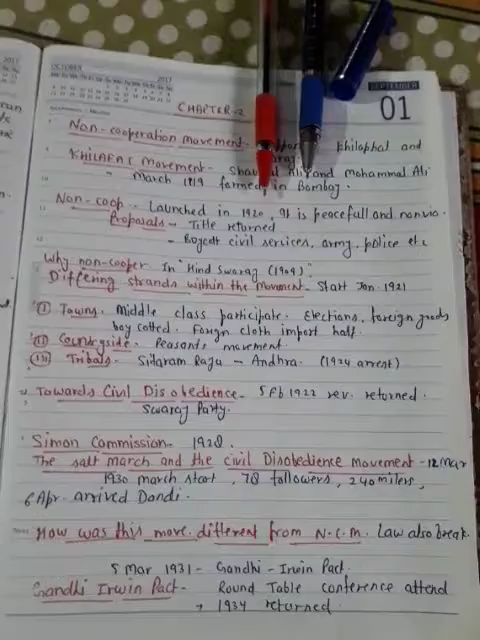 OCTOBER 2017
SEPTEMBER
01
CHAPTER-2
Non-cooperation movement - philaphal and
KHILAFAT movement - Ali and mohammal Ali
- March 1919 formed in Bombay.
Non-coop - Launched in 1920, It is peacefull and nonvio.
Proposals - Title returned
- Boycott civil services, army, police etc
Why non-cooper. In "Hind Swaraj (1909)".
Differing strands within the movement - Start Jan 1921
(I) Towns. Middle class participate. Elections, foreign goods
boy cotted. Foreign cloth import half.
(II) Countryside. Peasants movement.
(III) Tribals. Sitaram Raju - Andhra. (1924 arrest)
Towards Civil Disobedience - 5 Fb 1922 rev. returned.
Swaraj Party.
Simon Commission - 1928.
The salt march and the civil Disobedience movement - 12 Mar
1930 march start, 78 followers, 240 milers,
6 Apr. arrived Dandi.
How was this move. different from N.C.M. Law also break.
5 Mar 1931 - Gandhi - Irwin Pact.
Gandhi Irwin Pact - Round Table conference attend
→ 1934 returned.